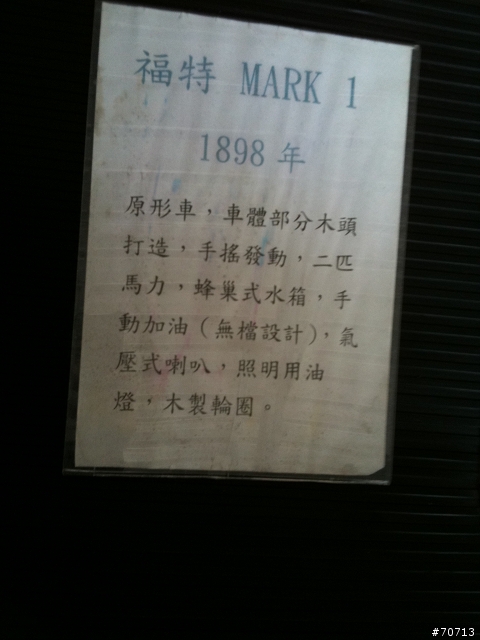 福特 MARK 1
1898 年
原形車，車體部分木頭
打造，手搖發動，二匹
馬力，蜂巢式水箱，手
動加油（無檔設計)，氣
壓式喇叭，照明用油
燈，木製輪圈。
#70713